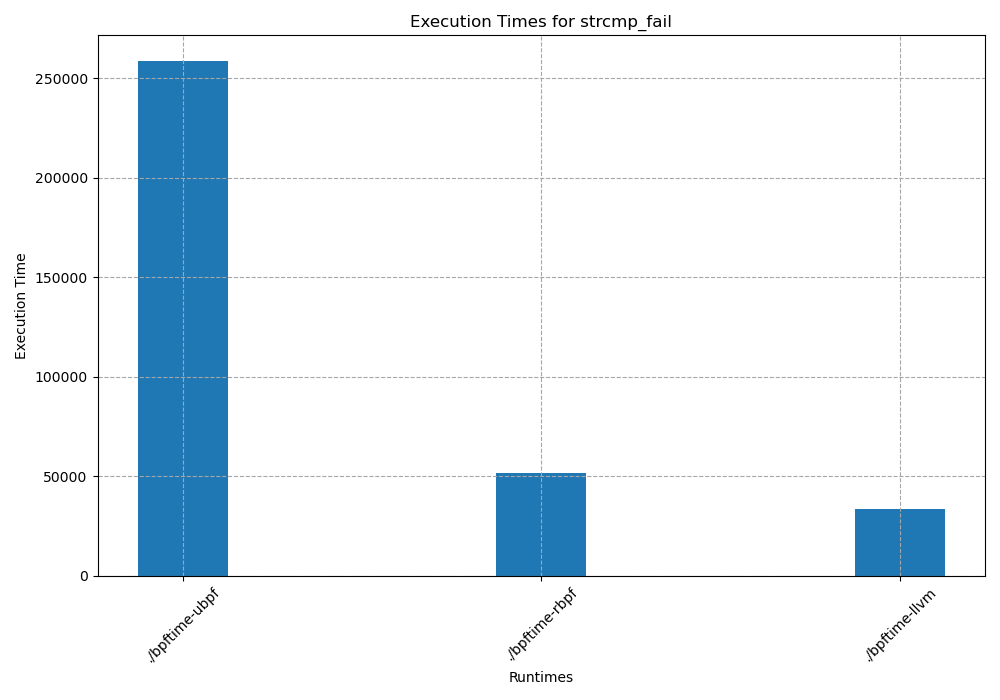 Execution Times for strcmp_fail
Execution Time
250000
200000
150000
100000
50000
0
./bpftime-ubpf
./bpftime-rbpf
./bpftime-llvm
Runtimes